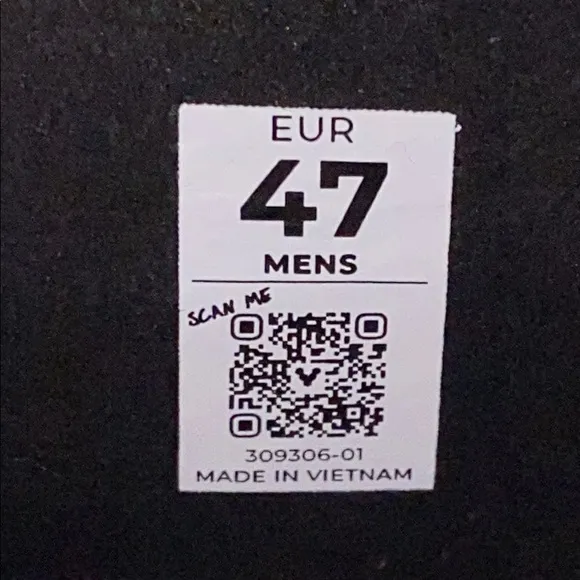 EUR
47
MENS
SCAN ME
309306-01
MADE IN VIETNAM